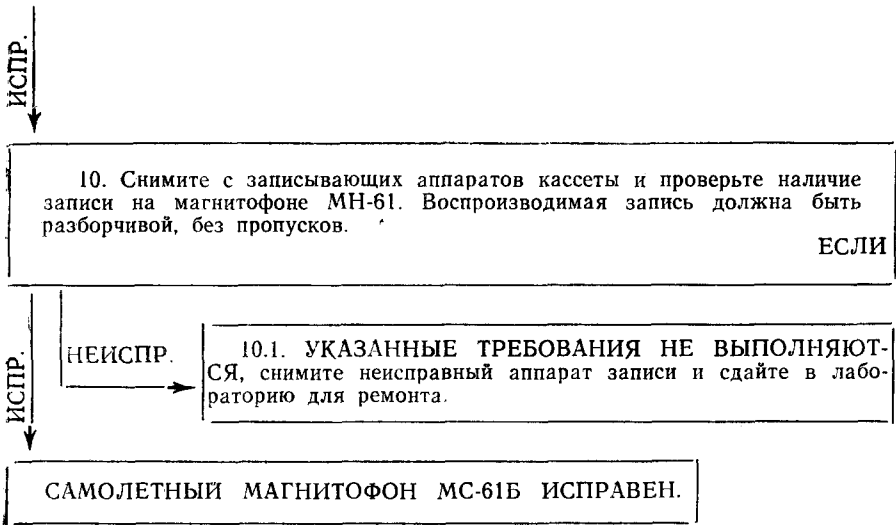 ИСПР.
10. Снимите с записывающих аппаратов кассеты и проверьте наличие
записи на магнитофоне МН-61. Воспроизводимая запись должна быть
разборчивой, без пропусков.
ЕСЛИ
ИСПР.
НЕИСПР.
10.1. УКАЗАННЫЕ ТРЕБОВАНИЯ НЕ ВЫПОЛНЯЮТ-
СЯ, снимите неисправный аппарат записи и сдайте в лабо-
раторию для ремонта.
САМОЛЕТНЫЙ МАГНИТОФОН МС-61Б ИСПРАВЕН.